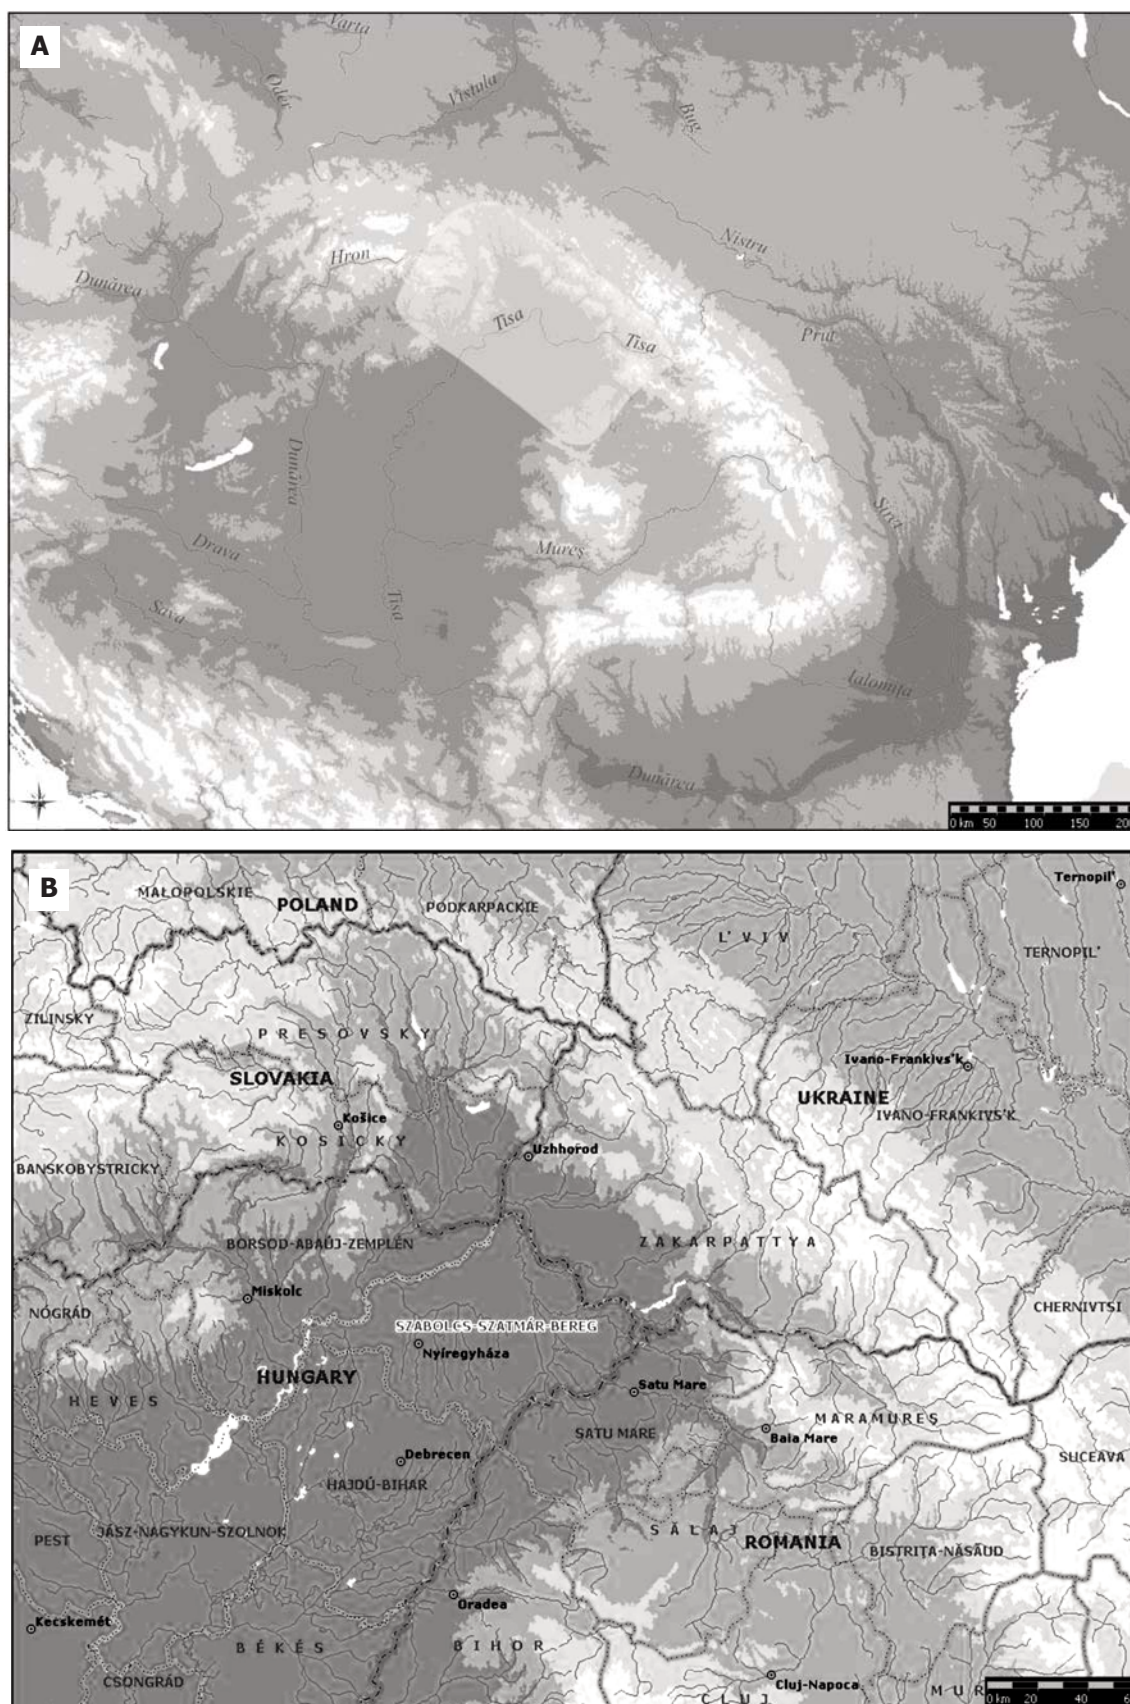 A
Varta
Oder
Vistula
Bug
Nistru
Hron
Dunărea
Tisa
Tisa
Prut
Dunărea
Siret
Drava
Mureș
Tisa
Sava
Ialomița
Dunărea
0 km 50 100 150 200
B
Ternopil'
MAŁOPOLSKIE
POLAND
PODKARPACKIE
L'VIV
TERNOPIL'
ZILINSKY
PRESOVSKY
Ivano-Frankivs'k
SLOVAKIA
UKRAINE
IVANO-FRANKIVS'K
Košice
KOSICKY
Uzhhorod
BANSKOBYSTRICKY
BORSOD-ABAÚJ-ZEMPLÉN
ZAKARPATTYA
Miskolc
NÓGRÁD
CHERNIVTSI
SZABOLCS-SZATMÁR-BEREG
Nyíregyháza
HUNGARY
Satu Mare
HEVES
MARAMUREȘ
SATU MARE
Baia Mare
SUCEAVA
Debrecen
HAJDÚ-BIHAR
JÁSZ-NAGYKUN-SZOLNOK
PEST
SĂLAJ
ROMANIA
BISTRIȚA-NĂSĂUD
Oradea
Kecskemét
BÉKÉS
BIHOR
CSONGRÁD
Cluj-Napoca
CLUJ
MUR
0 km 20 40 60